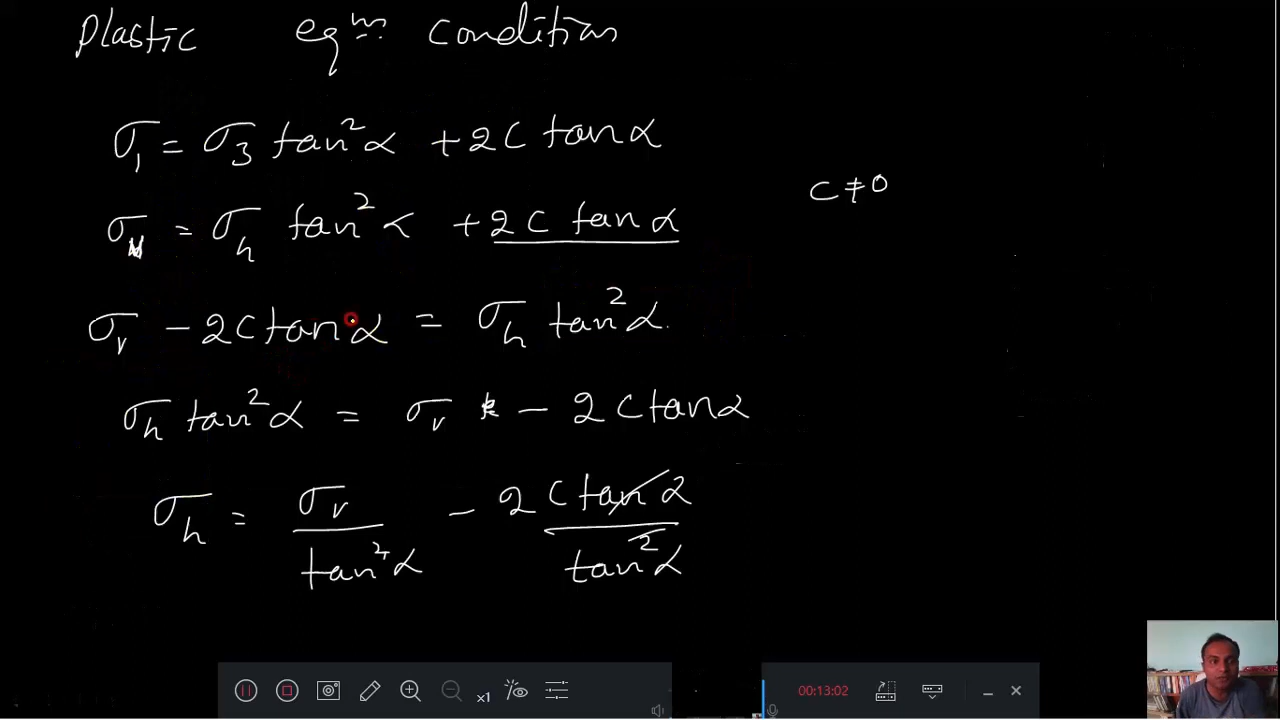 Plastic eqm condition
σ1 = σ3 tan²α + 2C tanα
C ≠ 0
σv = σh tan²α + 2C tanα
σv - 2C tanα = σh tan²α
σh tan²α = σv - 2C tanα
σh = σv/tan²α - 2C tanα/tan²α
x1
00:13:02